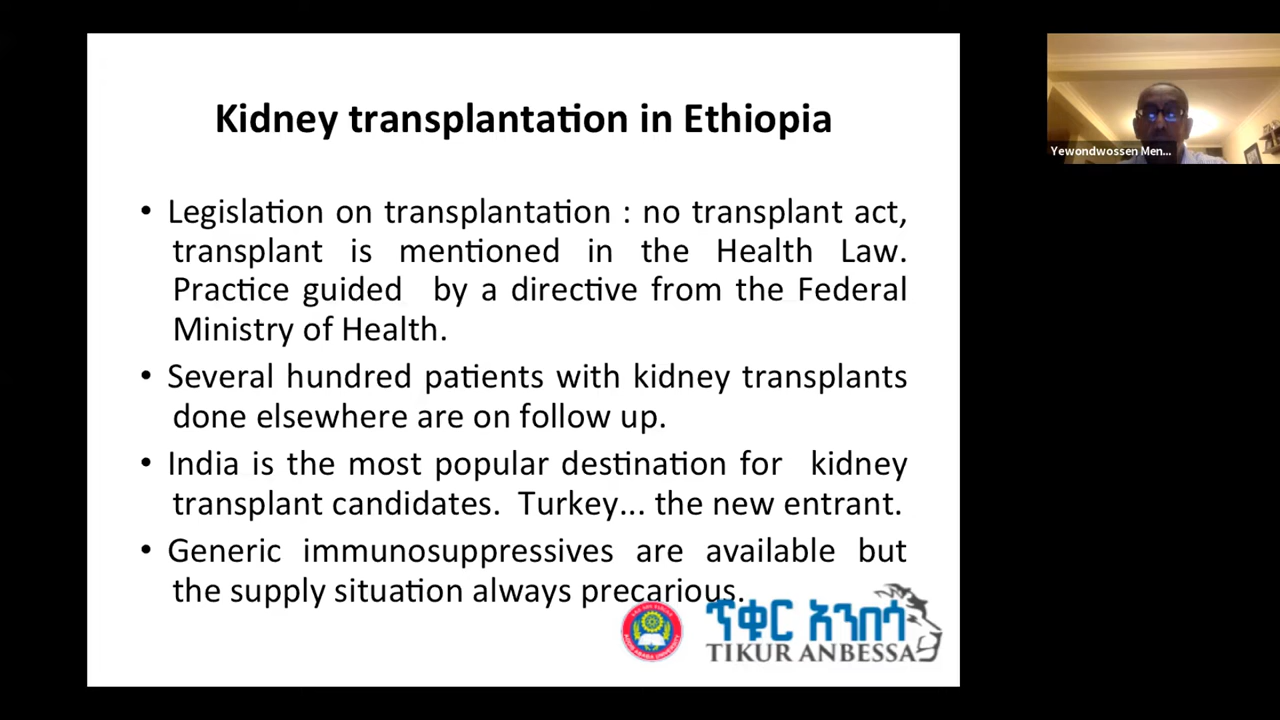 Kidney transplantation in Ethiopia
• Legislation on transplantation : no transplant act,
transplant is mentioned in the Health Law.
Practice guided by a directive from the Federal
Ministry of Health.
• Several hundred patients with kidney transplants
done elsewhere are on follow up.
• India is the most popular destination for kidney
transplant candidates. Turkey... the new entrant.
• Generic immunosuppressives are available but
the supply situation always precarious.
ጥቁር አንበሳ
TIKUR ANBESSA
ADDIS ABABA UNIVERSITY
Yewondwossen Men...